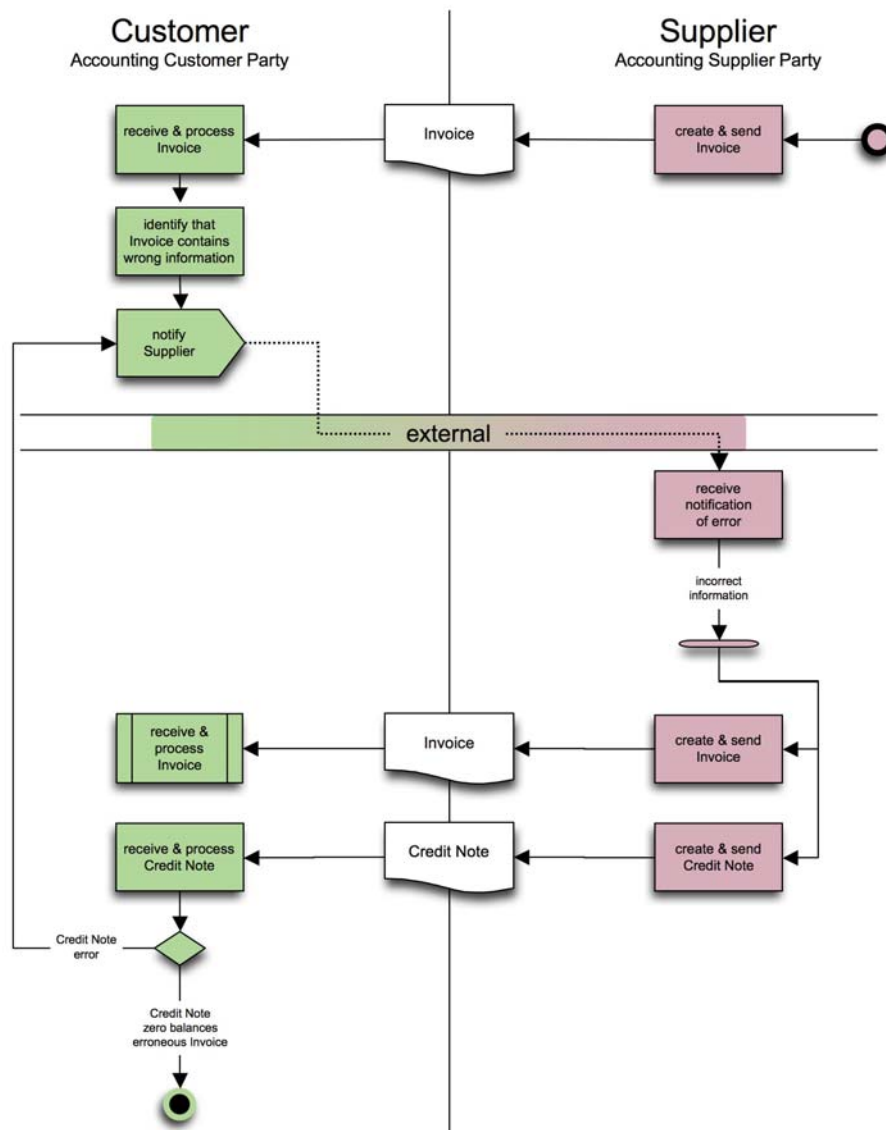 Customer
Accounting Customer Party
Supplier
Accounting Supplier Party
receive & process
Invoice
Invoice
create & send
Invoice
identify that
Invoice contains
wrong information
notify
Supplier
external
receive
notification
of error
incorrect
information
receive &
process
Invoice
Invoice
create & send
Invoice
receive & process
Credit Note
Credit Note
create & send
Credit Note
Credit Note
error
Credit Note
zero balances
erroneous Invoice